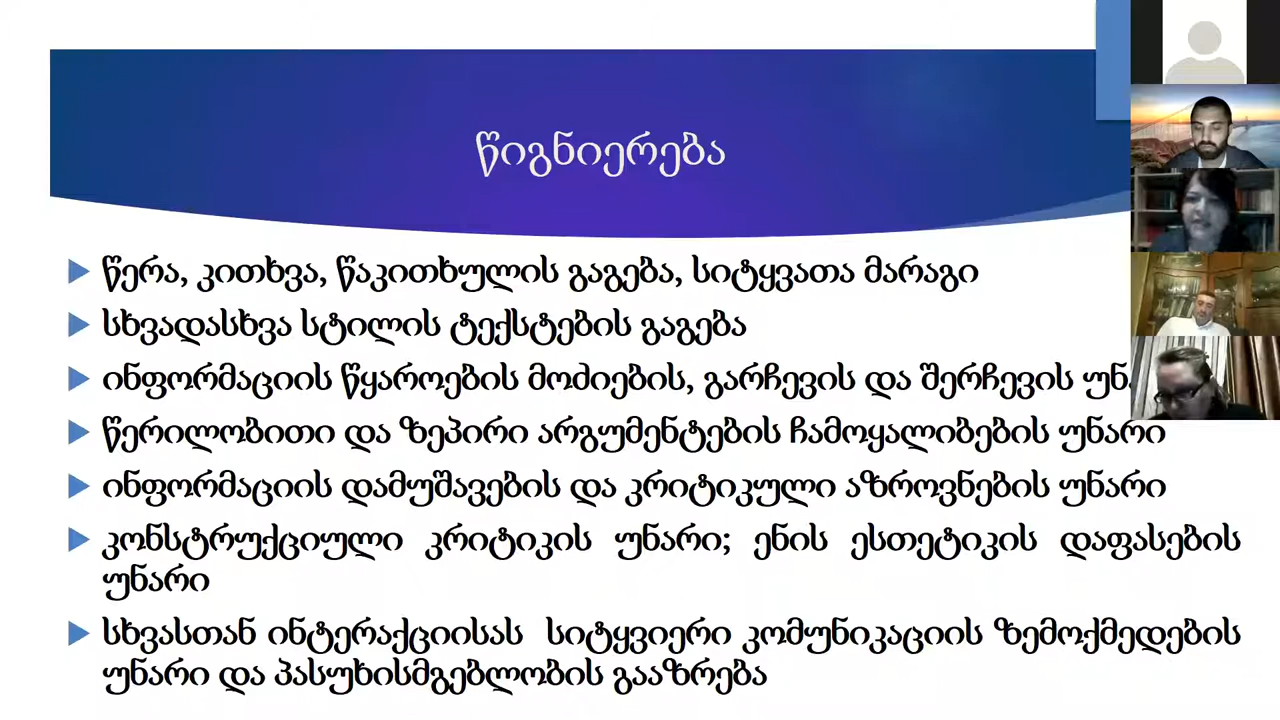 წიგნიერება
წერა, კითხვა, წაკითხულის გაგება, სიტყვათა მარაგი
სხვადასხვა სტილის ტექსტების გაგება
ინფორმაციის წყაროების მოძიების, გარჩევის და შერჩევის
წერილობითი და ზეპირი არგუმენტების ჩამოყალიბების უნარი
ინფორმაციის დამუშავების და კრიტიკული აზროვნების უნარი
კონსტრუქციული კრიტიკის უნარი; ენის ესთეტიკის დაფასების
უნარი
სხვასთან ინტერაქციისას სიტყვიერი კომუნიკაციის ზემოქმედების
უნარი და პასუხისმგებლობის გააზრება